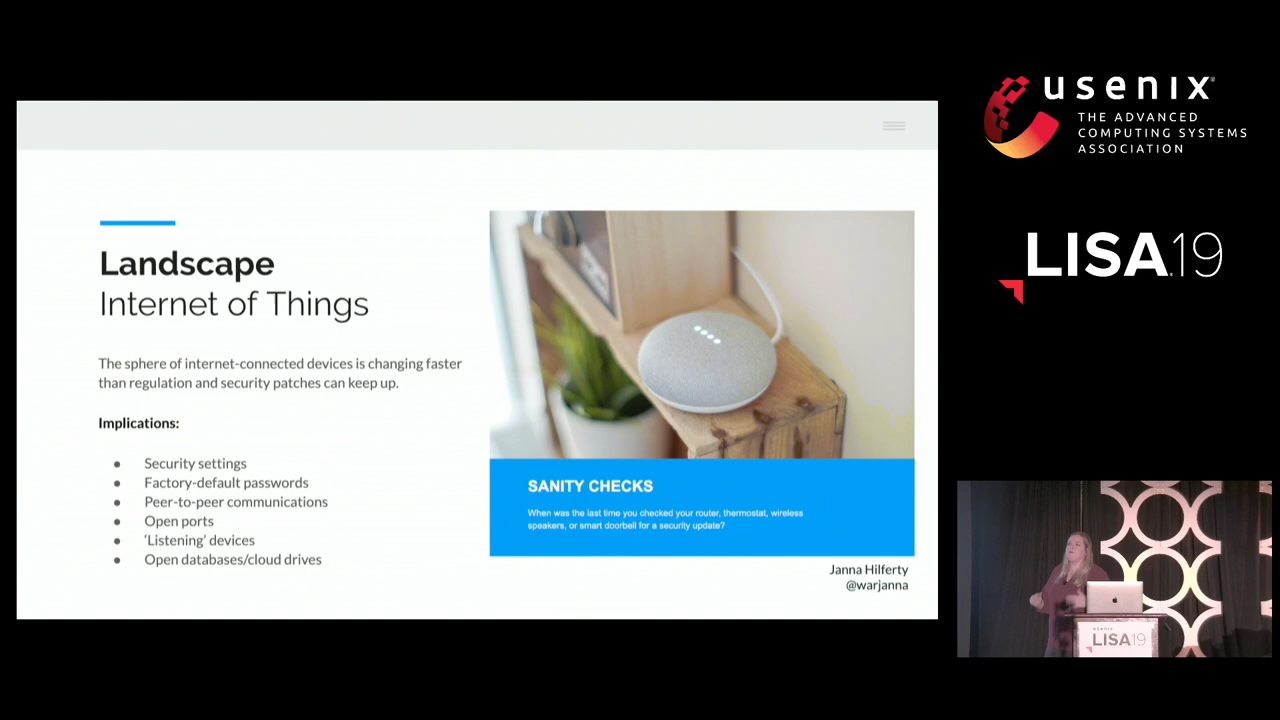 Landscape
Internet of Things
The sphere of internet-connected devices is changing faster
than regulation and security patches can keep up.
Implications:
● Security settings
● Factory-default passwords
● Peer-to-peer communications
● Open ports
● ‘Listening’ devices
● Open databases/cloud drives
SANITY CHECKS
When was the last time you checked your router, thermostat, wireless
speakers, or smart doorbell for a security update?
Janna Hilferty
@warjanna
usenix®
THE ADVANCED
COMPUTING SYSTEMS
ASSOCIATION
LISA.19
usenix
LISA19